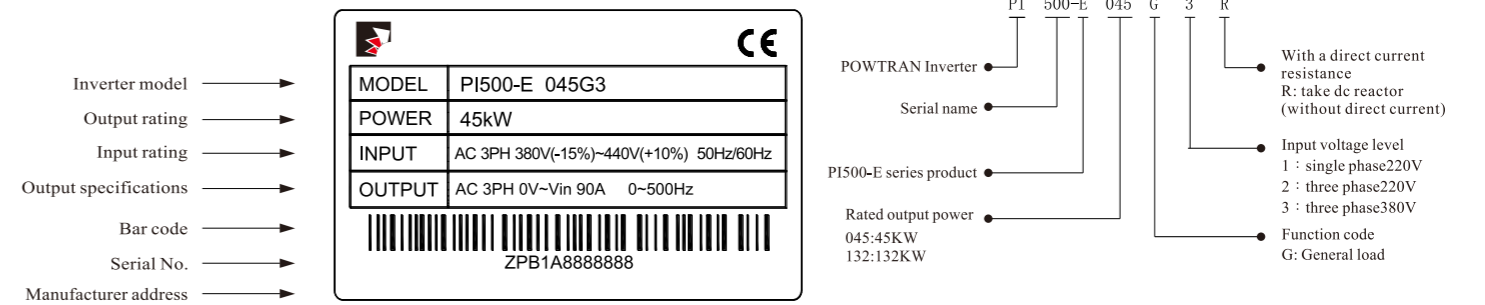 Inverter model
Output rating
Input rating
Output specifications
Bar code
Serial No.
Manufacturer address
CE
MODEL PI500-E 045G3
POWER 45kW
INPUT AC 3PH 380V(-15%)~440V(+10%) 50Hz/60Hz
OUTPUT AC 3PH 0V~Vin 90A 0~500Hz
ZPB1A8888888
PI 500-E 045 G 3 R
POWTRAN Inverter
Serial name
PI500-E series product
Rated output power
045:45KW
132:132KW
With a direct current
resistance
R: take dc reactor
(without direct current)
Input voltage level
1：single phase220V
2：three phase220V
3：three phase380V
Function code
G: General load